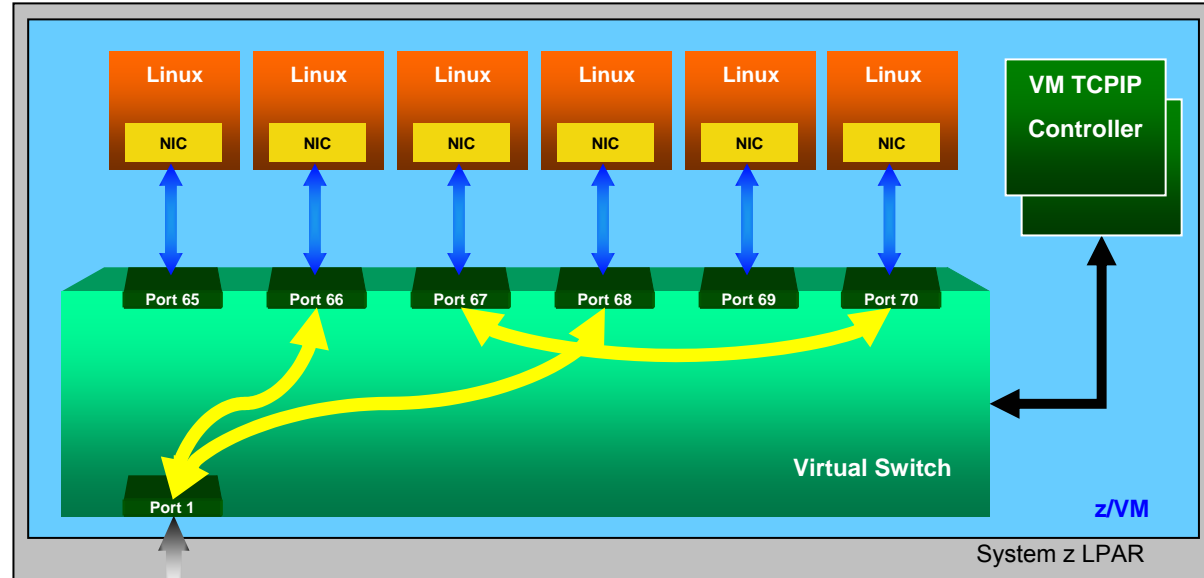 Linux
Linux
Linux
Linux
Linux
Linux
VM TCPIP
Controller
NIC
NIC
NIC
NIC
NIC
NIC
Port 65
Port 66
Port 67
Port 68
Port 69
Port 70
Virtual Switch
Port 1
z/VM
System z LPAR